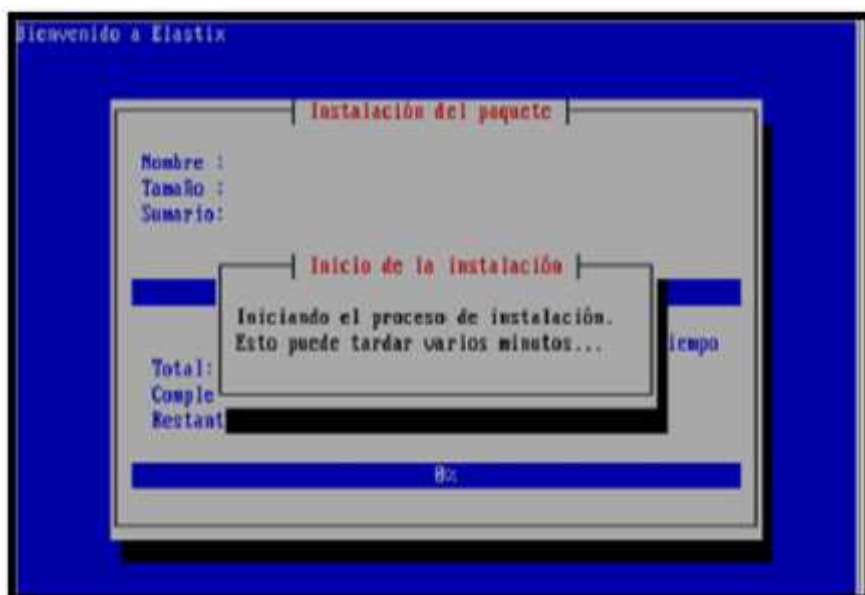 Bienvenido a Elastix
Instalación del paquete
Nombre :
Tamaño :
Sumario:
Inicio de la instalación
Iniciando el proceso de instalación.
Esto puede tardar varios minutos...
iempo
Total:
Comple
Restant
0%